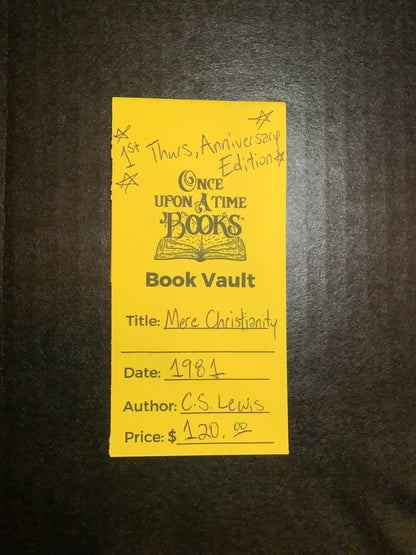 1st Thurs, Anniversary
Edition
ONCE
UPON A TIME
BOOKS
Book Vault
Title: Mere Christianity
Date: 1981
Author: C.S. Lewis
Price: $ 120.00